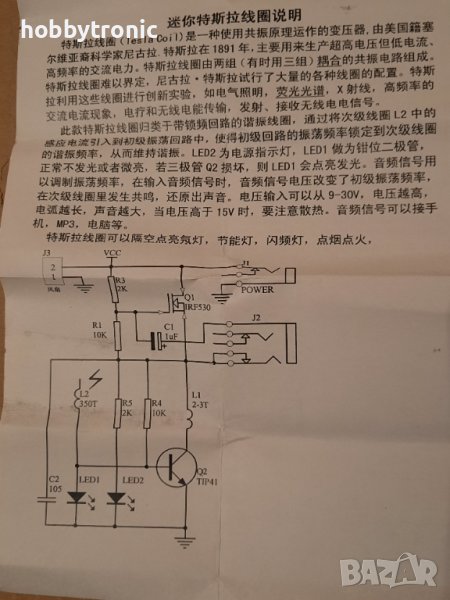 hobbytronic
迷你特斯拉线圈说明
特斯拉线圈(Tesla Coil)是一种使用共振原理运作的变压器，由美国籍塞
尔维亚裔科学家尼古拉·特斯拉在1891年，主要用来生产超高电压但低电流、
高频率的交流电力。特斯拉线圈由两组（有时用三组）耦合的共振电路组成。
特斯拉线圈难以界定，尼古拉·特斯拉试行了大量的各种线圈的配置。特斯
拉利用这些线圈进行创新实验，如电气照明，荧光光谱，X射线，高频率的
交流电流现象，电疗和无线电能传输，发射、接收无线电电信号。
此款特斯拉线圈归类于带锁频回路的谐振线圈，通过将次级线圈L2中的
感应电流引入到初级振荡回路中，使得初级回路的振荡频率锁定到次级线圈
的谐振频率，从而维持谐振。LED2为电源指示灯，LED1做为钳位二极管，
正常不发光或者微亮，若三极管Q2损坏，则LED1会点亮发光。音频信号用
以调制振荡频率，在输入音频信号时，音频信号电压改变了初级振荡频率，
在次级线圈里发生共鸣，还原出声音。电压输入可以从9-30V，电压越高，
电弧越长，声音越大，当电压高于15V时，要注意散热。音频信号可以接手
机，MP3，电脑等。
特斯拉线圈可以隔空点亮氖灯，节能灯，闪频灯，点烟点火，
J3
VCC
J1
2
1
风扇
R3
2K
Q1
IRF530
POWER
R1
10K
C1
1uF
+
J2
L2
350T
R5
2K
R4
10K
L1
2-3T
C2
105
LED1
LED2
Q2
TIP41
hobbytronic
bazar.bg